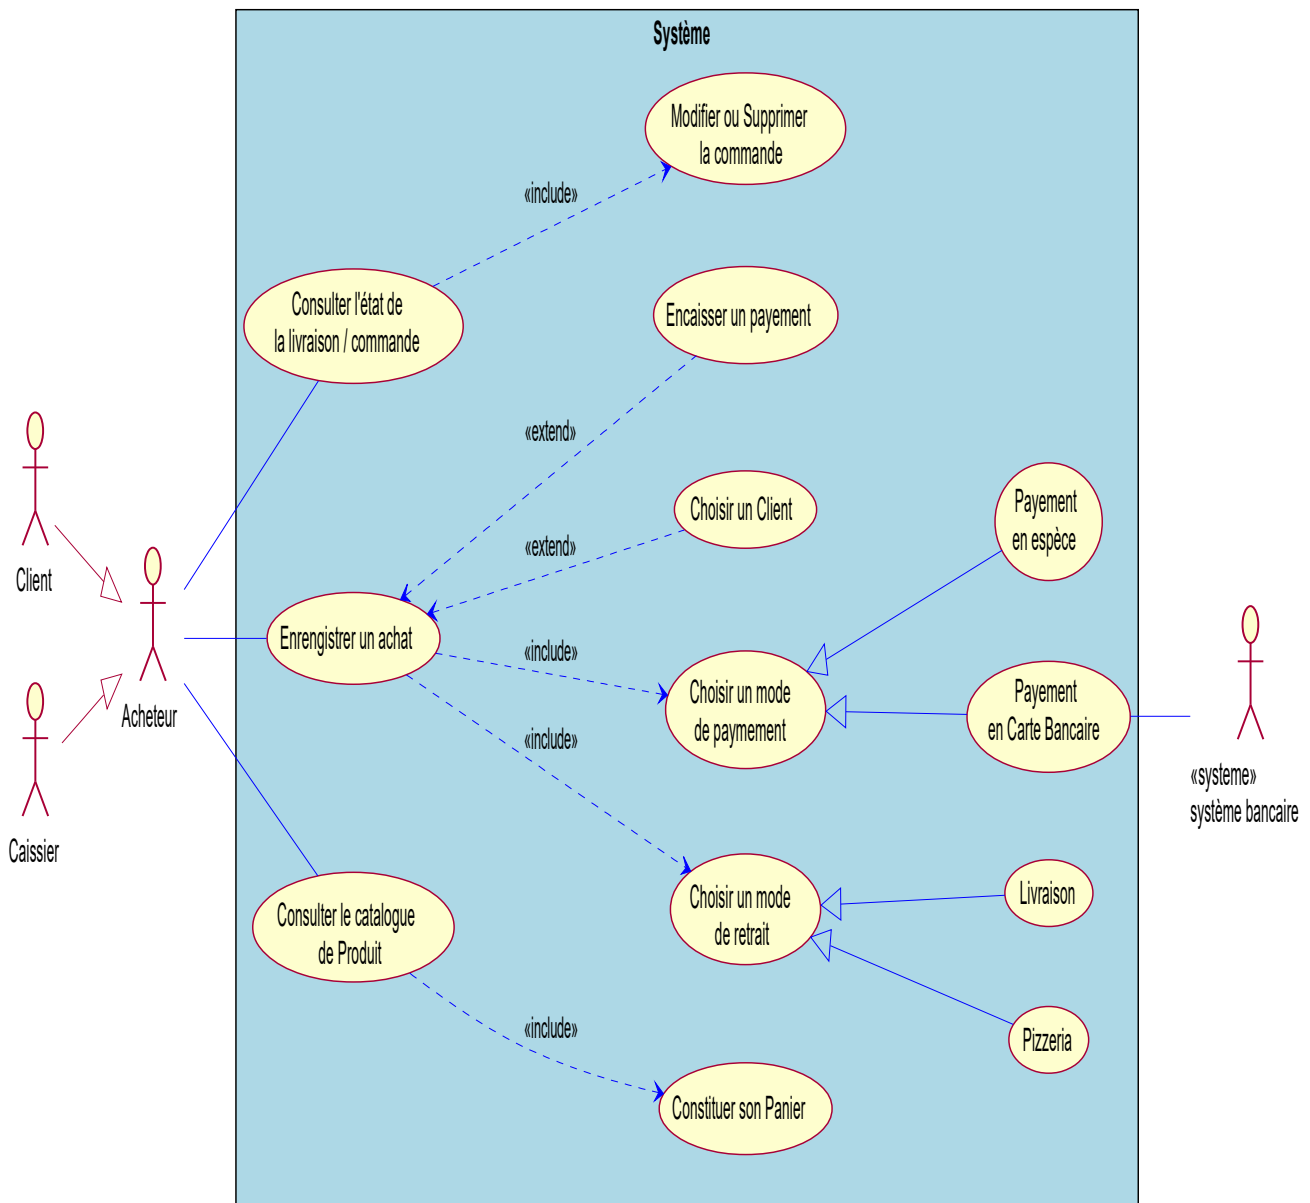 Système
Modifier ou Supprimer
la commande
«include»
Consulter l'état de
la livraison / commande
Encaisser un payement
«extend»
Choisir un Client
«extend»
Payement
en espèce
Client
Acheteur
Caissier
Enrengistrer un achat
«include»
Choisir un mode
de paymement
«include»
Payement
en Carte Bancaire
«systeme»
système bancaire
Choisir un mode
de retrait
Livraison
Consulter le catalogue
de Produit
«include»
Pizzeria
Constituer son Panier